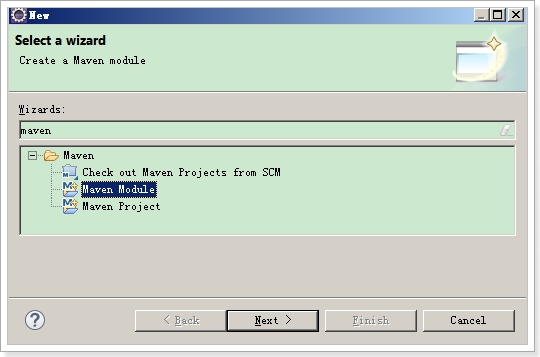 New
Select a wizard
Create a Maven module
Wizards:
maven
Maven
Check out Maven Projects from SCM
Maven Module
Maven Project
< Back Next > Finish Cancel